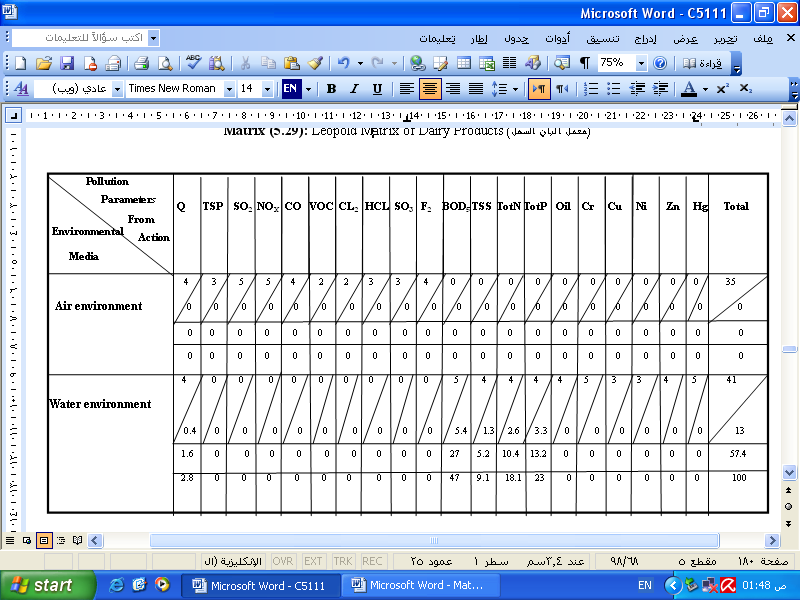 Microsoft Word - C5111
ملف تحرير عرض إدراج تنسيق أدوات جدول إطار تعليمات
اكتب سؤالاً للتعليمات
75% قراءة
عادي (ويب) Times New Roman 14 EN B I U
Matrix (5.29): Leopold Matrix of Dairy Products (معمل البان السمل)
Pollution Parameters From Action
Environmental Media
Q TSP SO2 NOX CO VOC CL2 HCL SO3 F2 BOD5 TSS TotN TotP Oil Cr Cu Ni Zn Hg Total
Air environment
4 3 5 5 4 2 2 3 3 4 0 0 0 0 0 0 0 0 0 0 35
0 0 0 0 0 0 0 0 0 0 0 0 0 0 0 0 0 0 0 0 0
0 0 0 0 0 0 0 0 0 0 0 0 0 0 0 0 0 0 0 0 0
0 0 0 0 0 0 0 0 0 0 0 0 0 0 0 0 0 0 0 0 0
Water environment
4 0 0 0 0 0 0 0 0 0 5 4 4 4 4 5 3 3 4 5 41
0.4 0 0 0 0 0 0 0 0 0 5.4 1.3 2.6 3.3 0 0 0 0 0 0 13
1.6 0 0 0 0 0 0 0 0 0 27 5.2 10.4 13.2 0 0 0 0 0 0 57.4
2.8 0 0 0 0 0 0 0 0 0 47 9.1 18.1 23 0 0 0 0 0 0 100
صفحة ١٨٠ مقطع ٥ ٩٨/٦٨ عند ٣,٤سم سطر ١ عمود ٢٥ REC TRK EXT OVR الإنكليزية (ال
start Microsoft Word - C5111 Microsoft Word - Mat... EN 01:48 ص